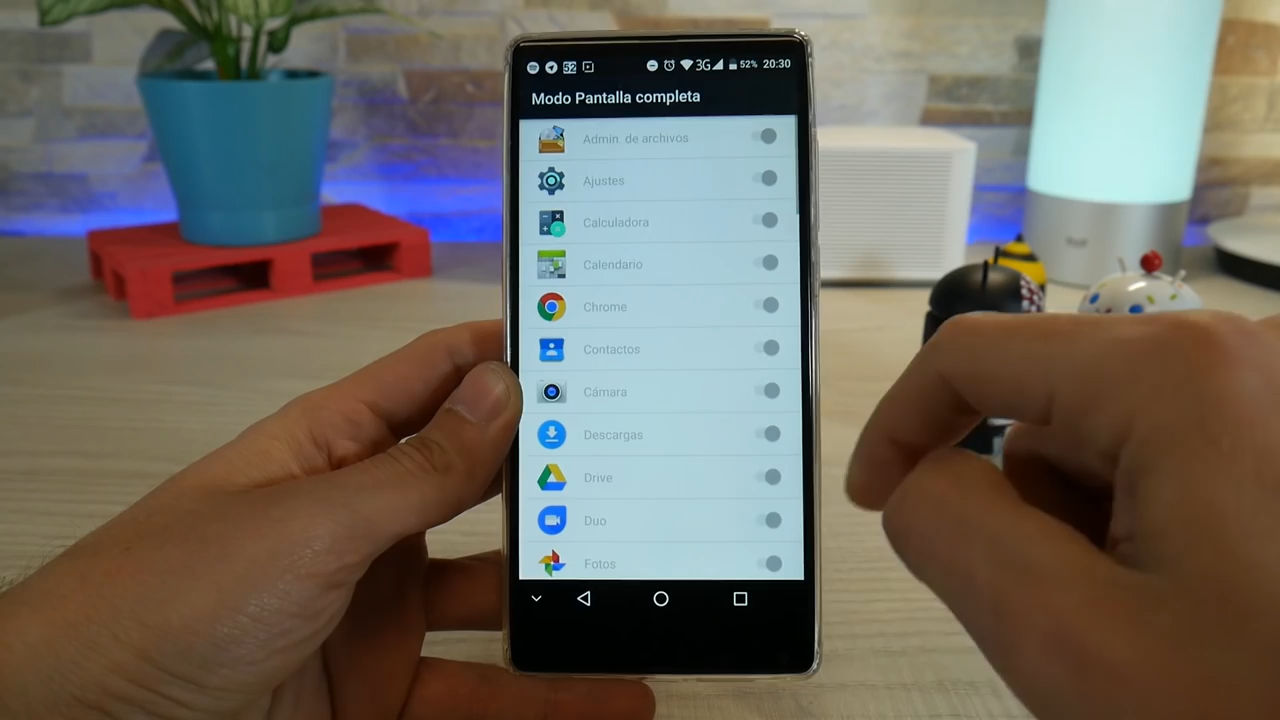 52 3G 52% 20:30
Modo Pantalla completa
Admin. de archivos
Ajustes
Calculadora
Calendario
Chrome
Contactos
Cámara
Descargas
Drive
Duo
Fotos